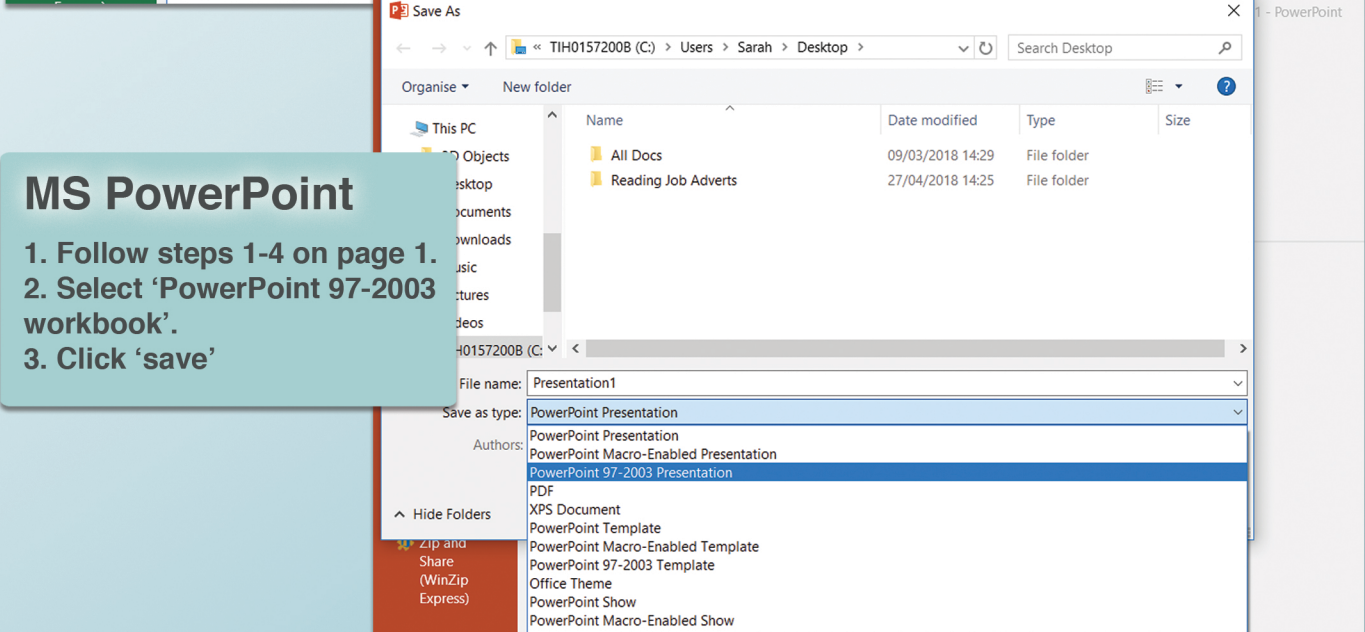 Save As
1 - PowerPoint
« TIH0157200B (C:) > Users > Sarah > Desktop >
Search Desktop
Organise
New folder
?
Name
Date modified
Type
Size
This PC
3D Objects
All Docs
09/03/2018 14:29
File folder
esktop
Reading Job Adverts
27/04/2018 14:25
File folder
ocuments
ownloads
usic
ctures
deos
H0157200B (C:
MS PowerPoint
1. Follow steps 1-4 on page 1.
2. Select ‘PowerPoint 97-2003
workbook’.
3. Click ‘save’
File name: Presentation1
Save as type: PowerPoint Presentation
Authors:
PowerPoint Presentation
PowerPoint Macro-Enabled Presentation
PowerPoint 97-2003 Presentation
PDF
XPS Document
PowerPoint Template
PowerPoint Macro-Enabled Template
PowerPoint 97-2003 Template
Office Theme
PowerPoint Show
PowerPoint Macro-Enabled Show
Hide Folders
Zip and
Share
(WinZip
Express)